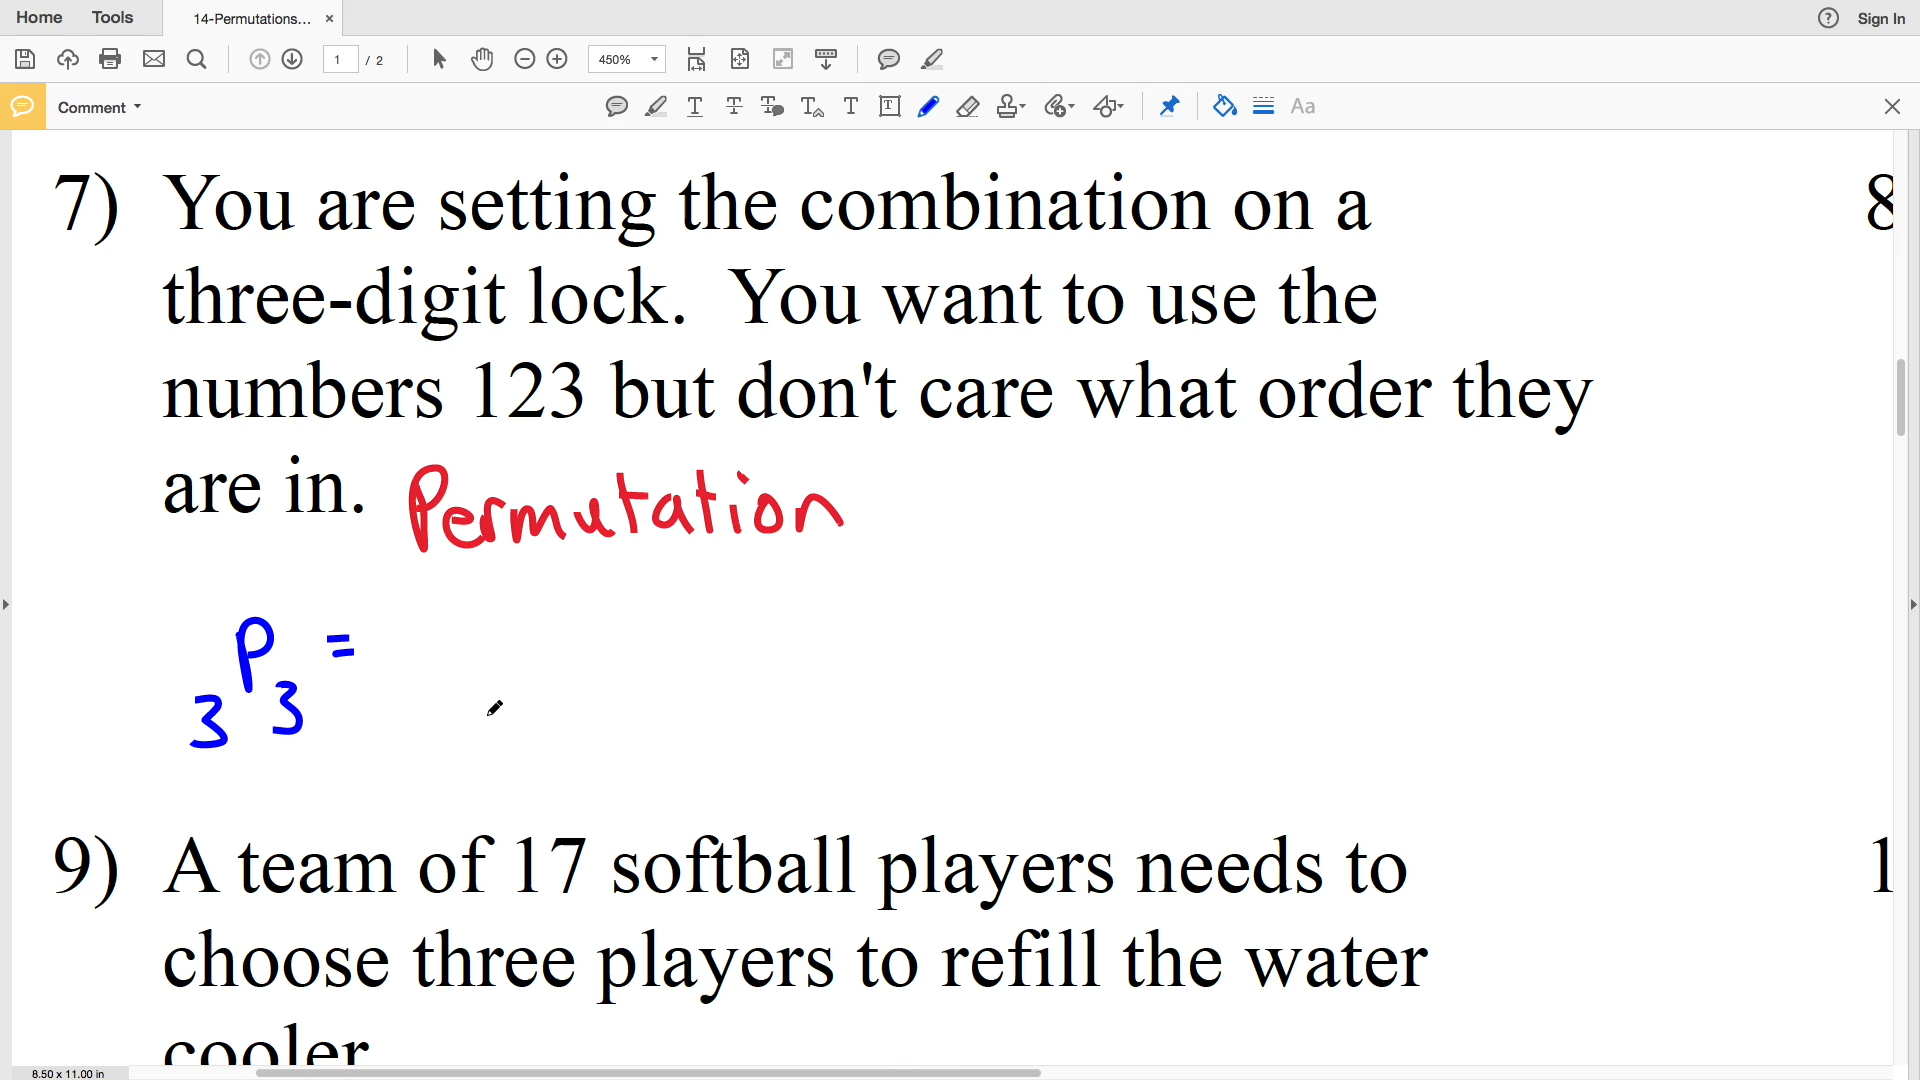 Home Tools 14-Permutations... × ? Sign In
1 / 2 450%
Comment T T T T T T Aa
7) You are setting the combination on a 8
three-digit lock. You want to use the
numbers 123 but don't care what order they
are in. Permutation
3P3 =
9) A team of 17 softball players needs to 1
choose three players to refill the water
cooler
8.50 x 11.00 in